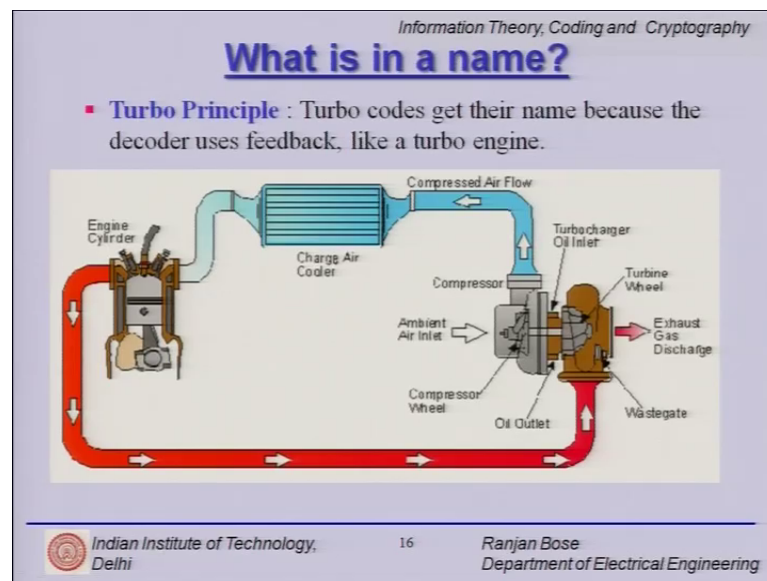 Information Theory, Coding and Cryptography
What is in a name?
Turbo Principle : Turbo codes get their name because the
decoder uses feedback, like a turbo engine.
Compressed Air Flow
Engine
Cylinder
Charge Air
Cooler
Turbocharger
Oil Inlet
Compressor
Turbine
Wheel
Ambient
Air Inlet
Exhaust
Gas
Discharge
Compressor
Wheel
Oil Outlet
Wastegate
Indian Institute of Technology,
Delhi
16
Ranjan Bose
Department of Electrical Engineering